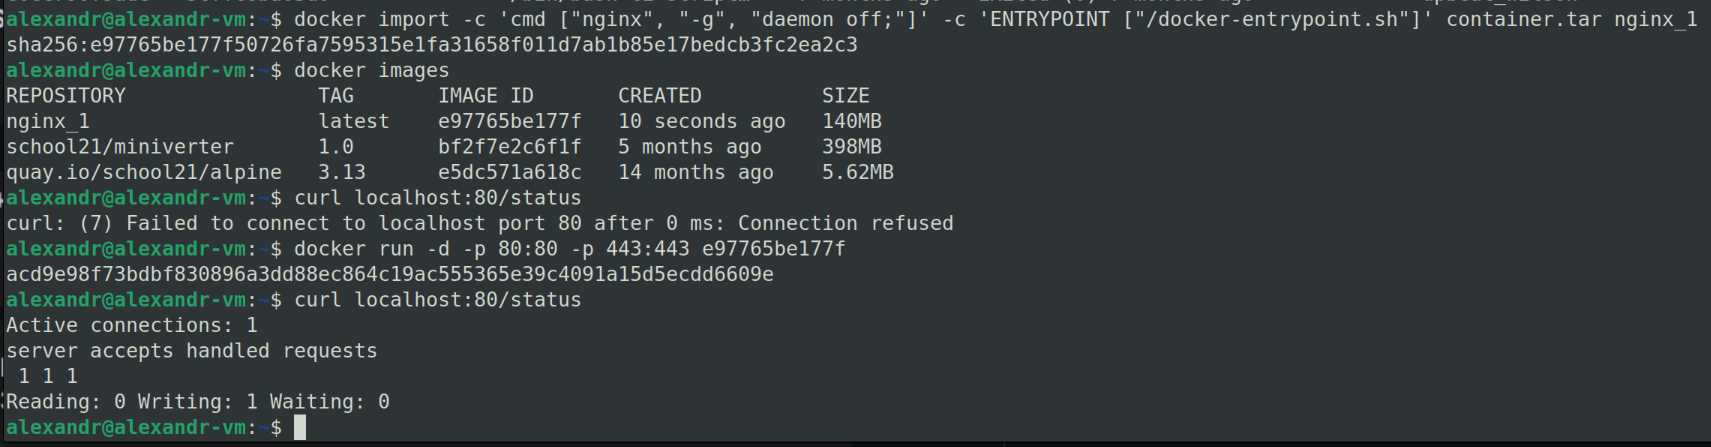 alexandr@alexandr-vm:~$ docker import -c 'cmd ["nginx", "-g", "daemon off;"]' -c 'ENTRYPOINT ["/docker-entrypoint.sh"]' container.tar nginx_1
sha256:e97765be177f50726fa7595315e1fa31658f011d7ab1b85e17bedcb3fc2ea2c3
alexandr@alexandr-vm:~$ docker images
REPOSITORY                TAG       IMAGE ID       CREATED          SIZE
nginx_1                   latest    e97765be177f   10 seconds ago   140MB
school21/miniverter       1.0       bf2f7e2c6f1f   5 months ago     398MB
quay.io/school21/alpine   3.13      e5dc571a618c   14 months ago    5.62MB
alexandr@alexandr-vm:~$ curl localhost:80/status
curl: (7) Failed to connect to localhost port 80 after 0 ms: Connection refused
alexandr@alexandr-vm:~$ docker run -d -p 80:80 -p 443:443 e97765be177f
acd9e98f73bdbf830896a3dd88ec864c19ac555365e39c4091a15d5ecdd6609e
alexandr@alexandr-vm:~$ curl localhost:80/status
Active connections: 1
server accepts handled requests
 1 1 1
Reading: 0 Writing: 1 Waiting: 0
alexandr@alexandr-vm:~$